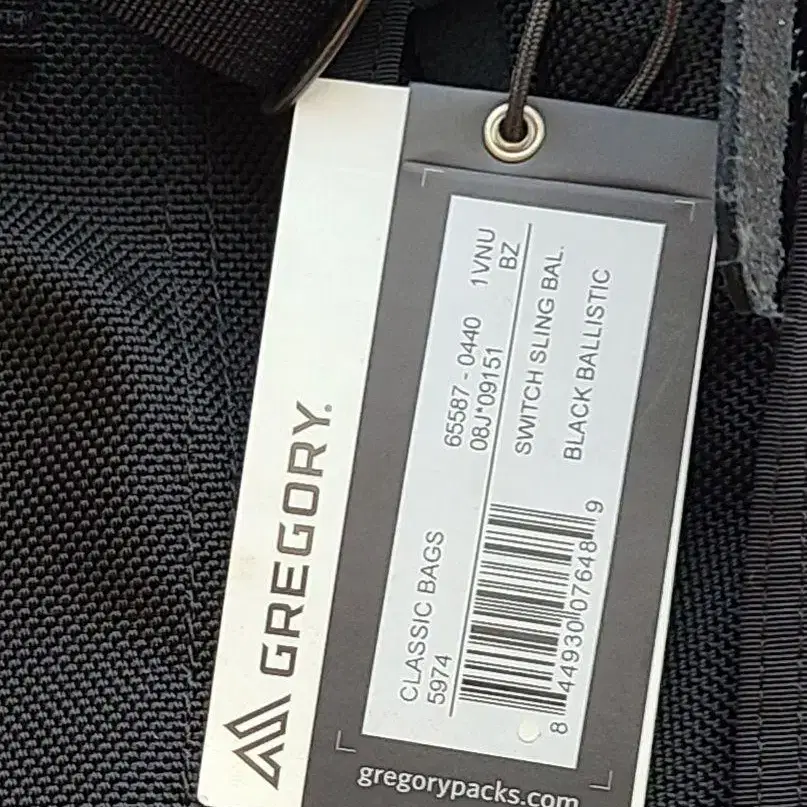 GREGORY.
CLASSIC BAGS 65587 - 0440 1VNU
5974 08J*09151 BZ
SWITCH SLING BAL.
BLACK BALLISTIC
8 44930 07648 9
gregorypacks.com